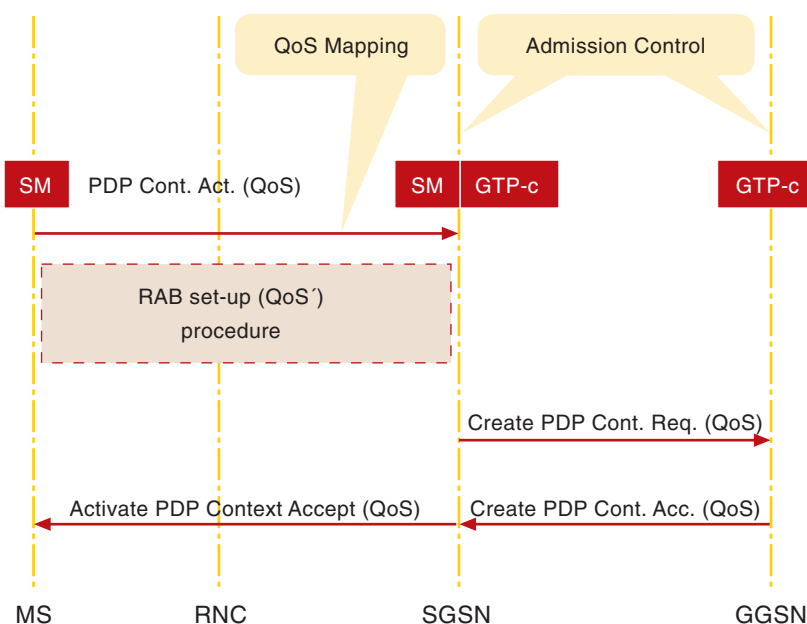 QoS Mapping
Admission Control
SM
PDP Cont. Act. (QoS)
SM
GTP-c
GTP-c
RAB set-up (QoS´)
procedure
Create PDP Cont. Req. (QoS)
Activate PDP Context Accept (QoS)
Create PDP Cont. Acc. (QoS)
MS
RNC
SGSN
GGSN